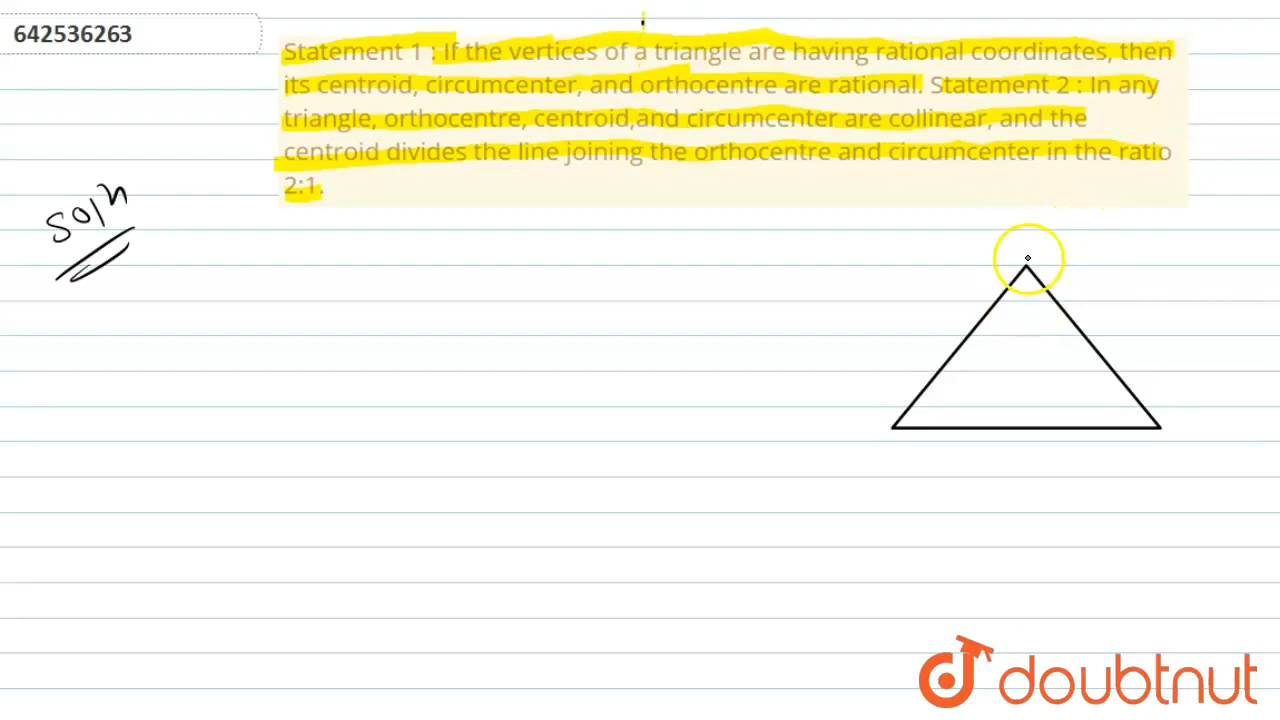 642536263
Statement 1 : If the vertices of a triangle are having rational coordinates, then
its centroid, circumcenter, and orthocentre are rational. Statement 2 : In any
triangle, orthocentre, centroid,and circumcenter are collinear, and the
centroid divides the line joining the orthocentre and circumcenter in the ratio
2:1.
Soln
doubtnut